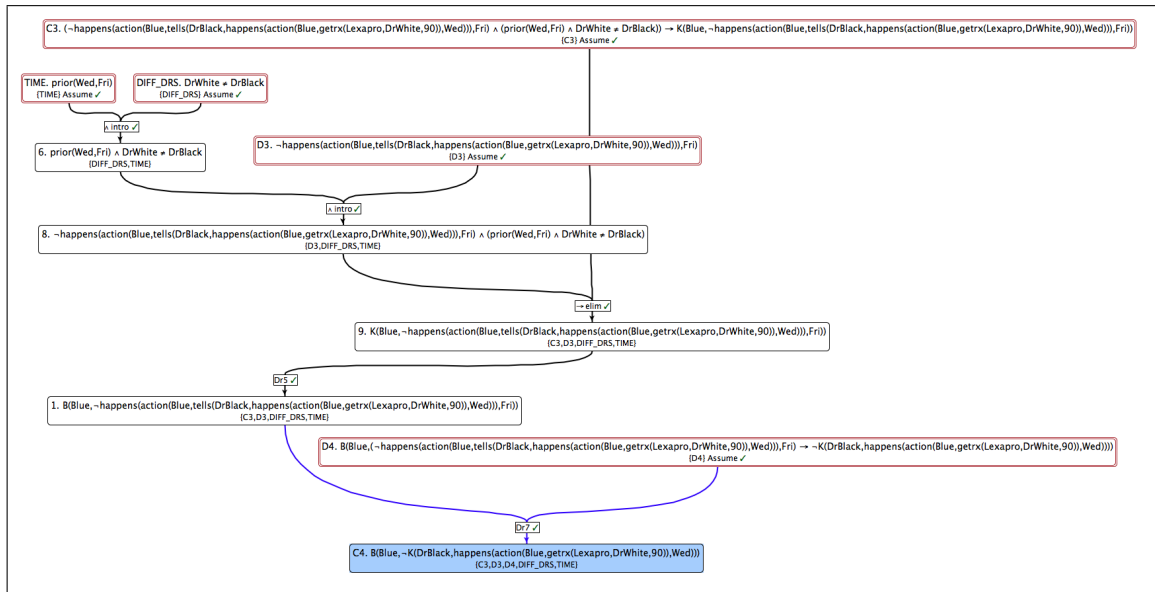 C3. (¬happens(action(Blue,tells(DrBlack,happens(action(Blue,getrx(Lexapro,DrWhite,90)),Wed))),Fri) ∧ (prior(Wed,Fri) ∧ DrWhite ≠ DrBlack)) → K(Blue,¬happens(action(Blue,tells(DrBlack,happens(action(Blue,getrx(Lexapro,DrWhite,90)),Wed))),Fri))
{C3} Assume ✓
TIME. prior(Wed,Fri)
{TIME} Assume ✓
DIFF_DRS. DrWhite ≠ DrBlack
{DIFF_DRS} Assume ✓
∧ intro ✓
6. prior(Wed,Fri) ∧ DrWhite ≠ DrBlack
{DIFF_DRS,TIME}
D3. ¬happens(action(Blue,tells(DrBlack,happens(action(Blue,getrx(Lexapro,DrWhite,90)),Wed))),Fri)
{D3} Assume ✓
∧ intro ✓
8. ¬happens(action(Blue,tells(DrBlack,happens(action(Blue,getrx(Lexapro,DrWhite,90)),Wed))),Fri) ∧ (prior(Wed,Fri) ∧ DrWhite ≠ DrBlack)
{D3,DIFF_DRS,TIME}
→ elim ✓
9. K(Blue,¬happens(action(Blue,tells(DrBlack,happens(action(Blue,getrx(Lexapro,DrWhite,90)),Wed))),Fri))
{C3,D3,DIFF_DRS,TIME}
Dr5 ✓
1. B(Blue,¬happens(action(Blue,tells(DrBlack,happens(action(Blue,getrx(Lexapro,DrWhite,90)),Wed))),Fri))
{C3,D3,DIFF_DRS,TIME}
D4. B(Blue,(¬happens(action(Blue,tells(DrBlack,happens(action(Blue,getrx(Lexapro,DrWhite,90)),Wed))),Fri) → ¬K(DrBlack,happens(action(Blue,getrx(Lexapro,DrWhite,90)),Wed))))
{D4} Assume ✓
Dr7 ✓
C4. B(Blue,¬K(DrBlack,happens(action(Blue,getrx(Lexapro,DrWhite,90)),Wed)))
{C3,D3,D4,DIFF_DRS,TIME}